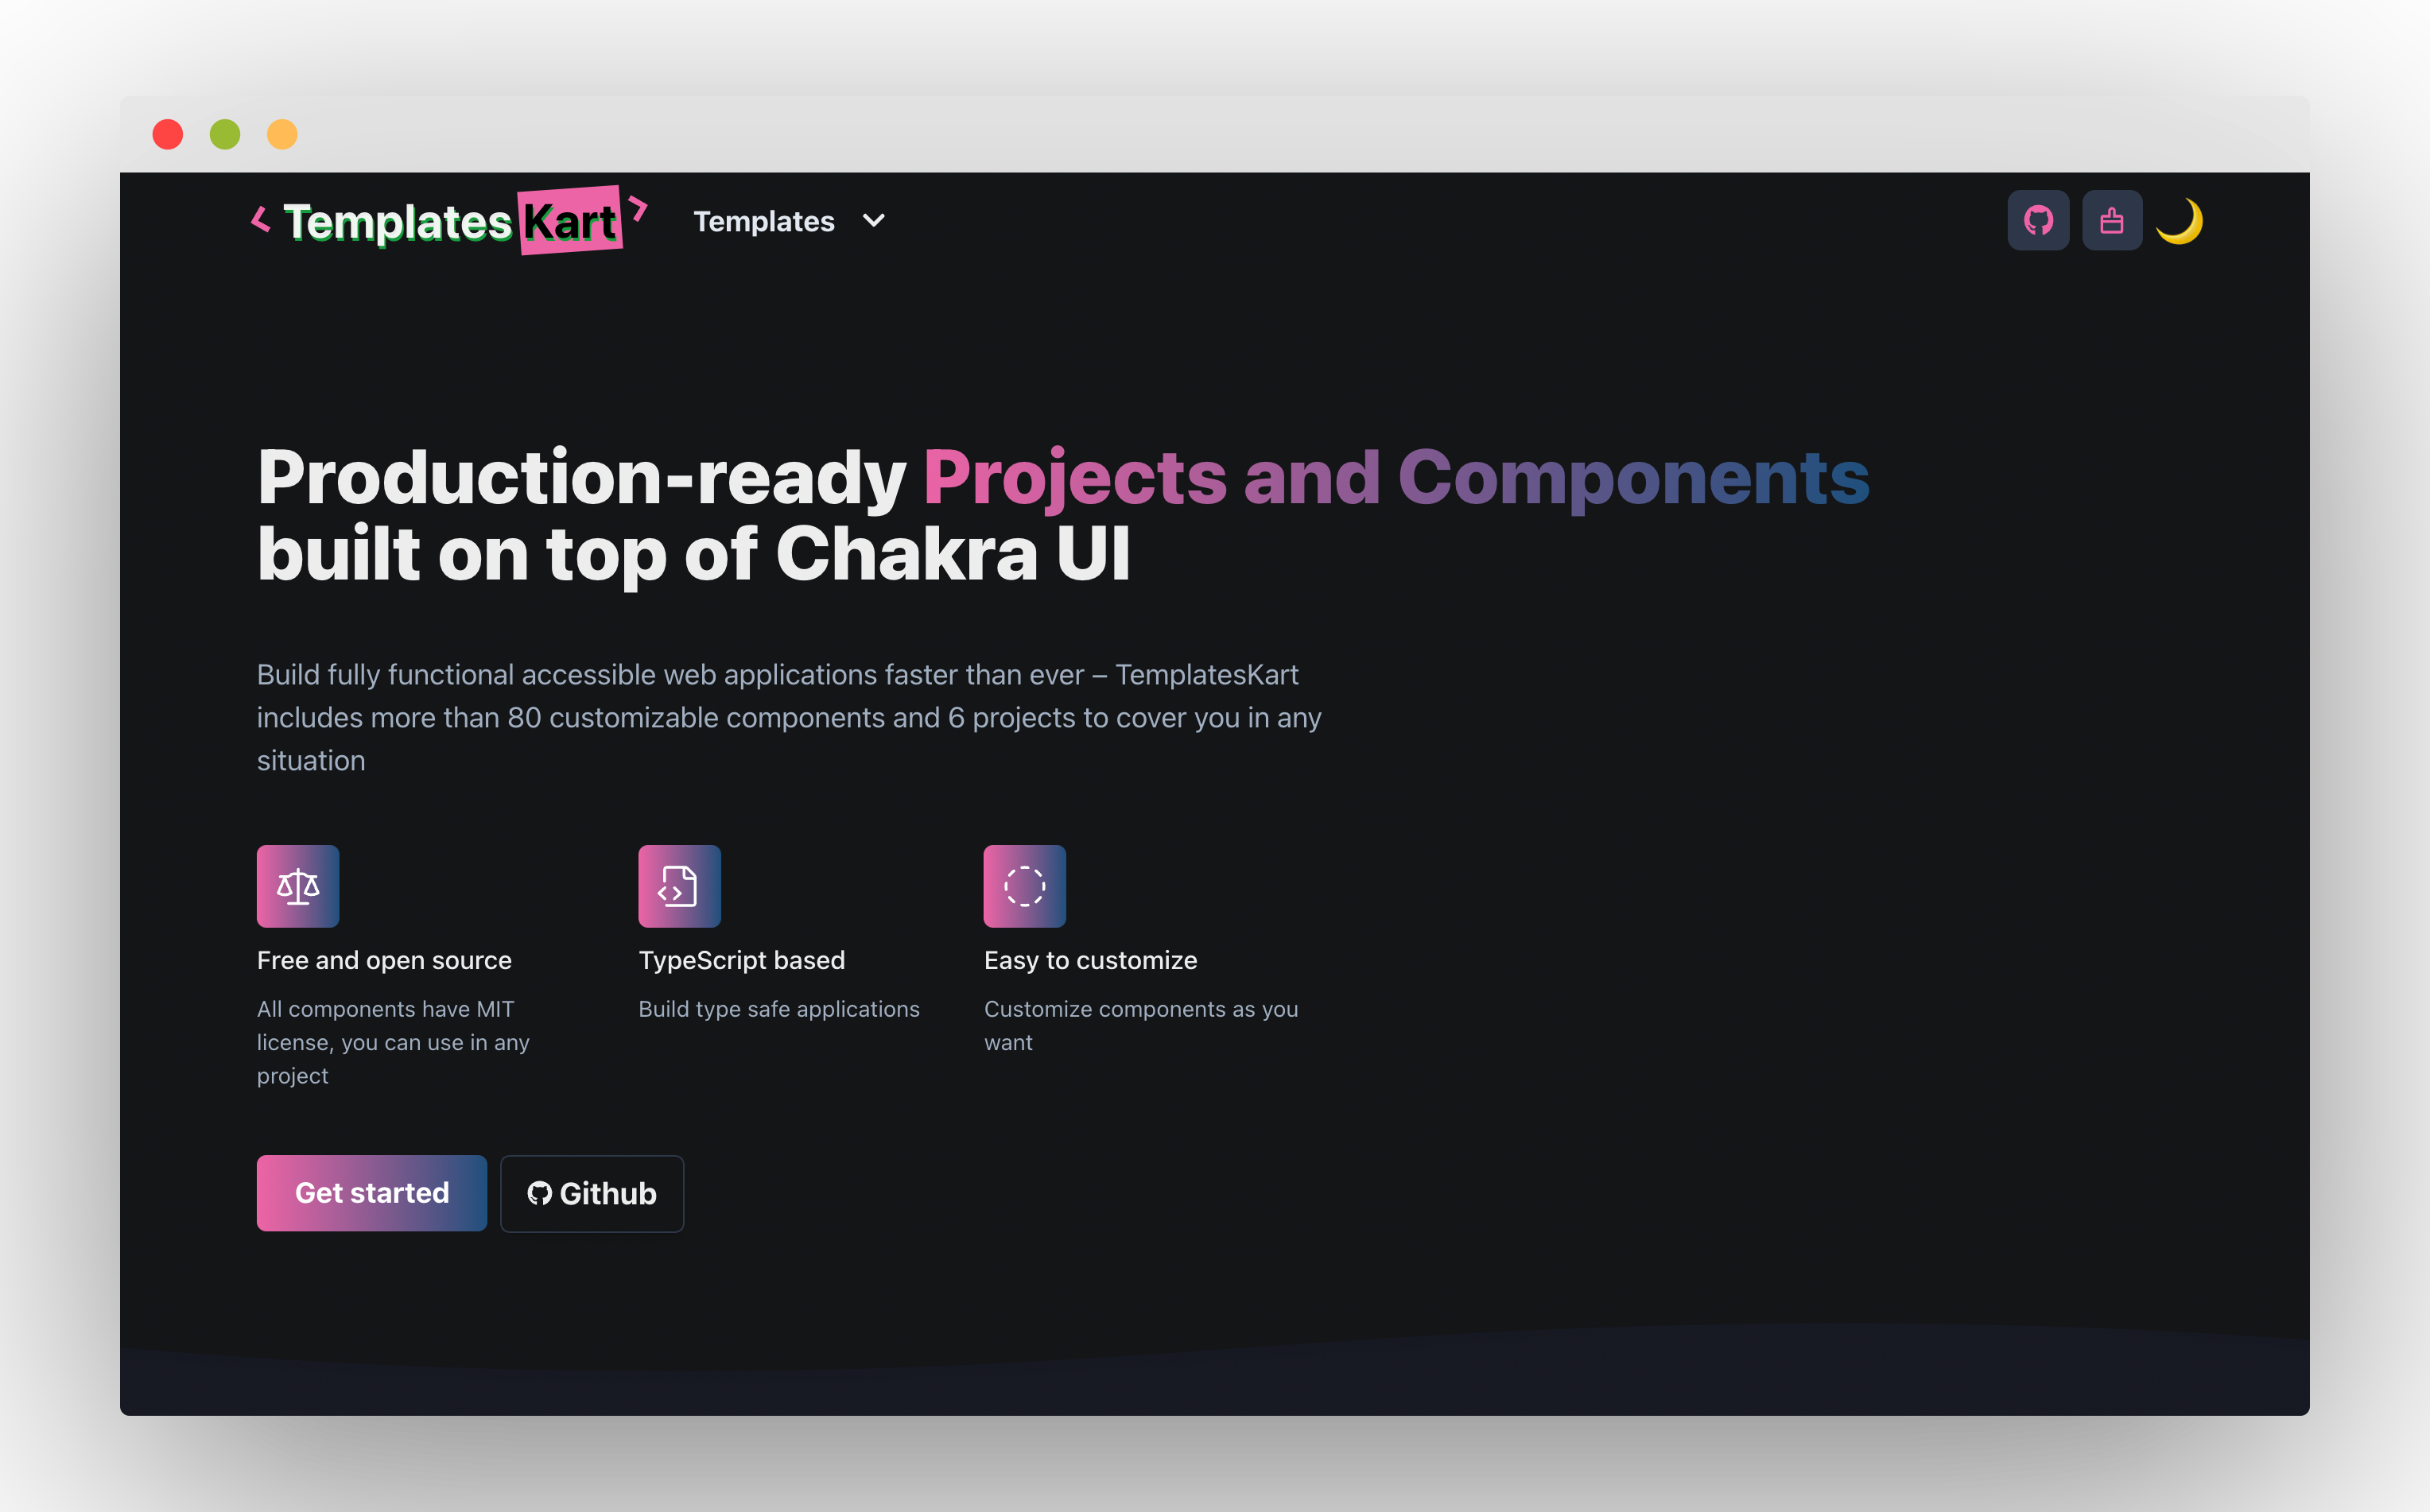 TemplatesKart
Templates
Production-ready Projects and Components
built on top of Chakra UI
Build fully functional accessible web applications faster than ever – TemplatesKart
includes more than 80 customizable components and 6 projects to cover you in any
situation
Free and open source
All components have MIT
license, you can use in any
project
TypeScript based
Build type safe applications
Easy to customize
Customize components as you
want
Get started
Github